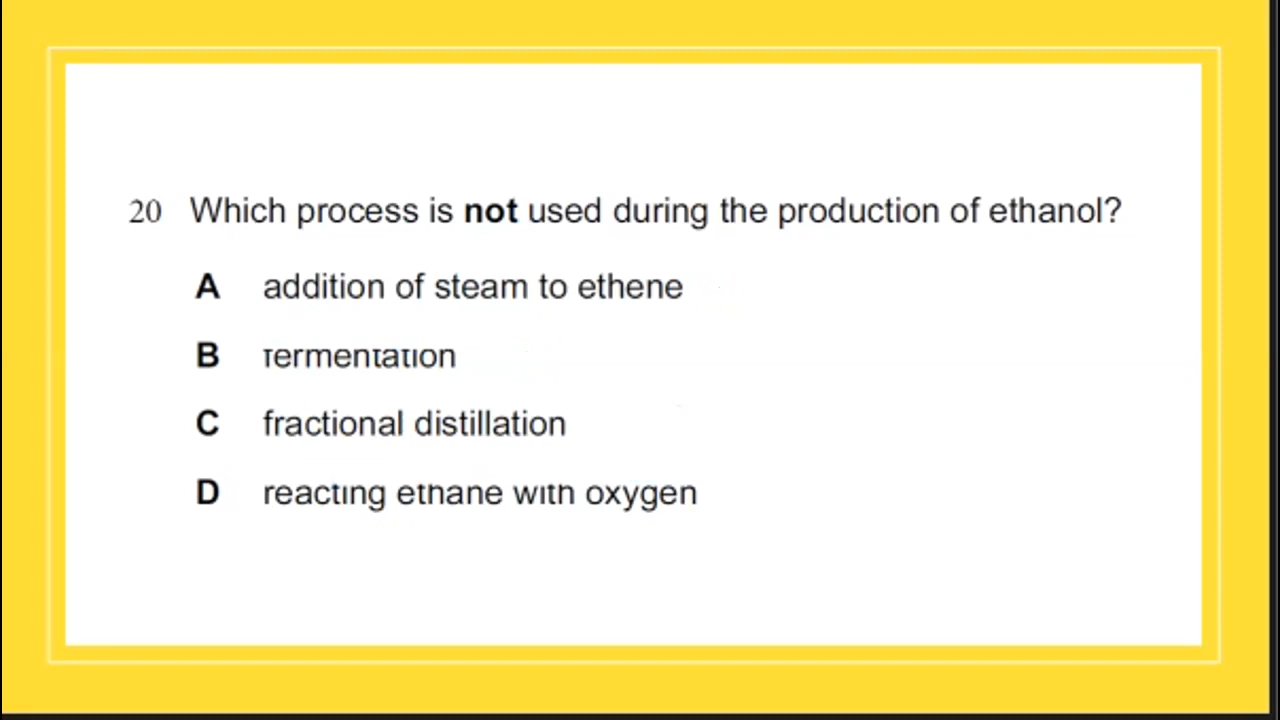 20 Which process is not used during the production of ethanol?
A addition of steam to ethene
B fermentation
C fractional distillation
D reacting ethane with oxygen